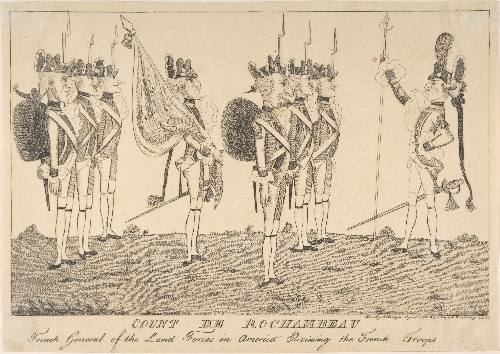 COUNT DE ROCHAMBEAU
French General of the Land Forces in America Reviewing the French Troops